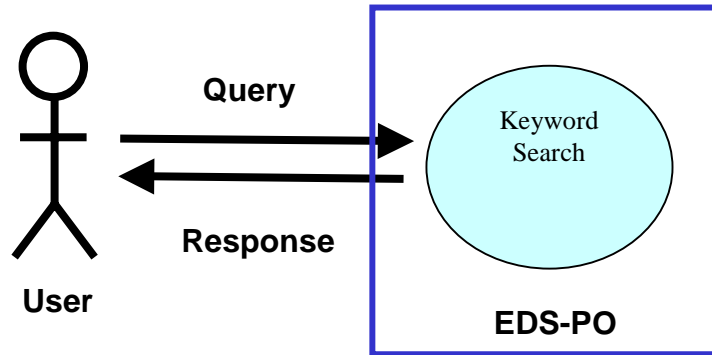 Query
Keyword
Search
Response
User
EDS-PO